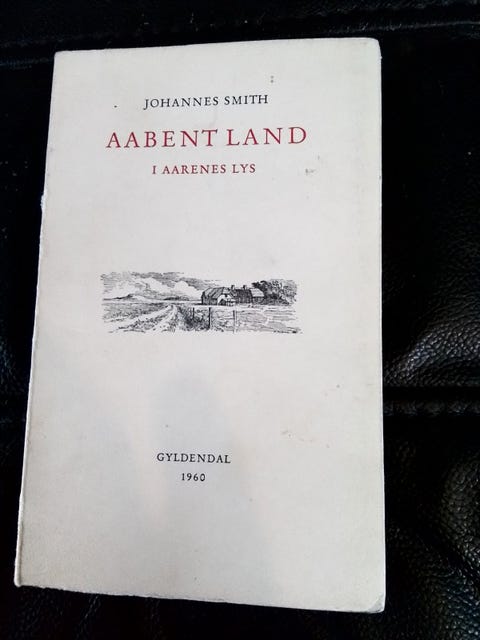 JOHANNES SMITH
AABENT LAND
I AARENES LYS
GYLDENDAL
1960